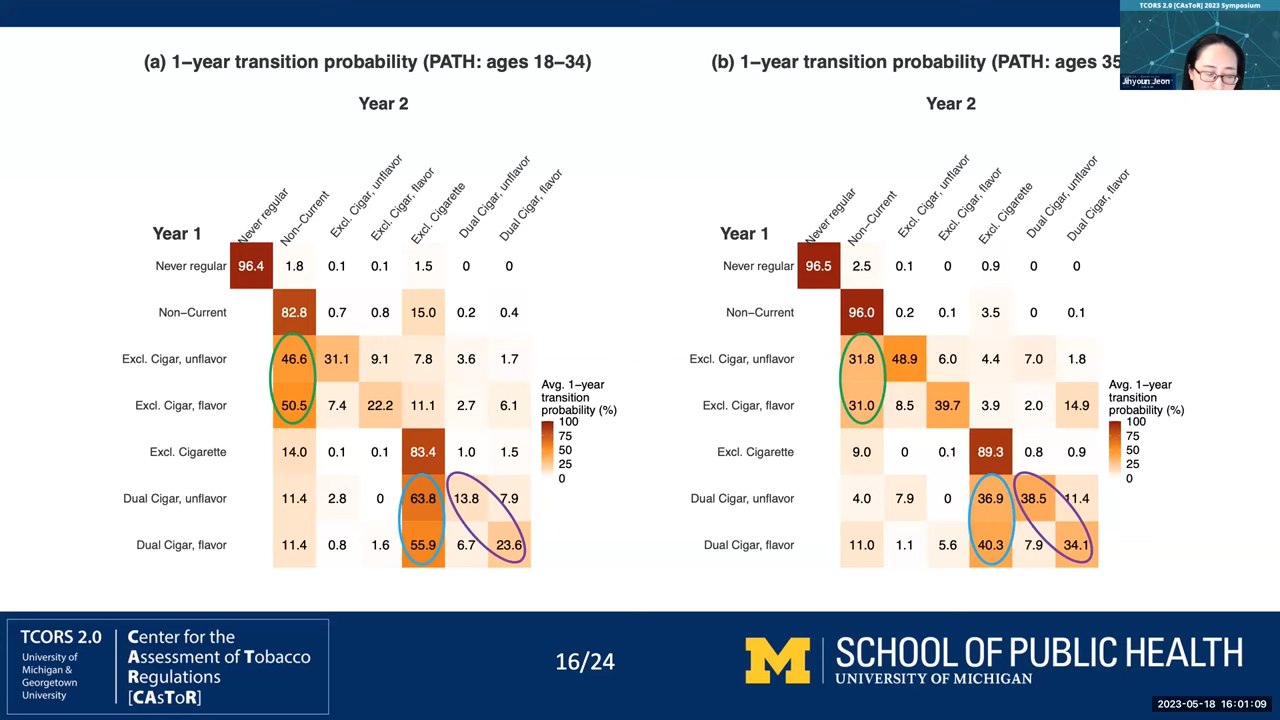 TCORS 2.0 [CAsToR] 2023 Symposium
Jihyoun Jeon
(a) 1−year transition probability (PATH: ages 18−34)
Year 2
Never regular
Non−Current
Excl. Cigar, unflavor
Excl. Cigar, flavor
Excl. Cigarette
Dual Cigar, unflavor
Dual Cigar, flavor
Year 1
Never regular 96.4 1.8 0.1 0.1 1.5 0 0
Non−Current 82.8 0.7 0.8 15.0 0.2 0.4
Excl. Cigar, unflavor 46.6 31.1 9.1 7.8 3.6 1.7
Excl. Cigar, flavor 50.5 7.4 22.2 11.1 2.7 6.1
Excl. Cigarette 14.0 0.1 0.1 83.4 1.0 1.5
Dual Cigar, unflavor 11.4 2.8 0 63.8 13.8 7.9
Dual Cigar, flavor 11.4 0.8 1.6 55.9 6.7 23.6
Avg. 1−year
transition
probability (%)
100
75
50
25
0
(b) 1−year transition probability (PATH: ages 35
Year 2
Never regular
Non−Current
Excl. Cigar, unflavor
Excl. Cigar, flavor
Excl. Cigarette
Dual Cigar, unflavor
Dual Cigar, flavor
Year 1
Never regular 96.5 2.5 0.1 0 0.9 0 0
Non−Current 96.0 0.2 0.1 3.5 0 0.1
Excl. Cigar, unflavor 31.8 48.9 6.0 4.4 7.0 1.8
Excl. Cigar, flavor 31.0 8.5 39.7 3.9 2.0 14.9
Excl. Cigarette 9.0 0 0.1 89.3 0.8 0.9
Dual Cigar, unflavor 4.0 7.9 0 36.9 38.5 11.4
Dual Cigar, flavor 11.0 1.1 5.6 40.3 7.9 34.1
Avg. 1−year
transition
probability (%)
100
75
50
25
0
TCORS 2.0
University of
Michigan &
Georgetown
University
Center for the
Assessment of Tobacco
Regulations
[CAsToR]
16/24
M
SCHOOL OF PUBLIC HEALTH
UNIVERSITY OF MICHIGAN
2023-05-18 16:01:09